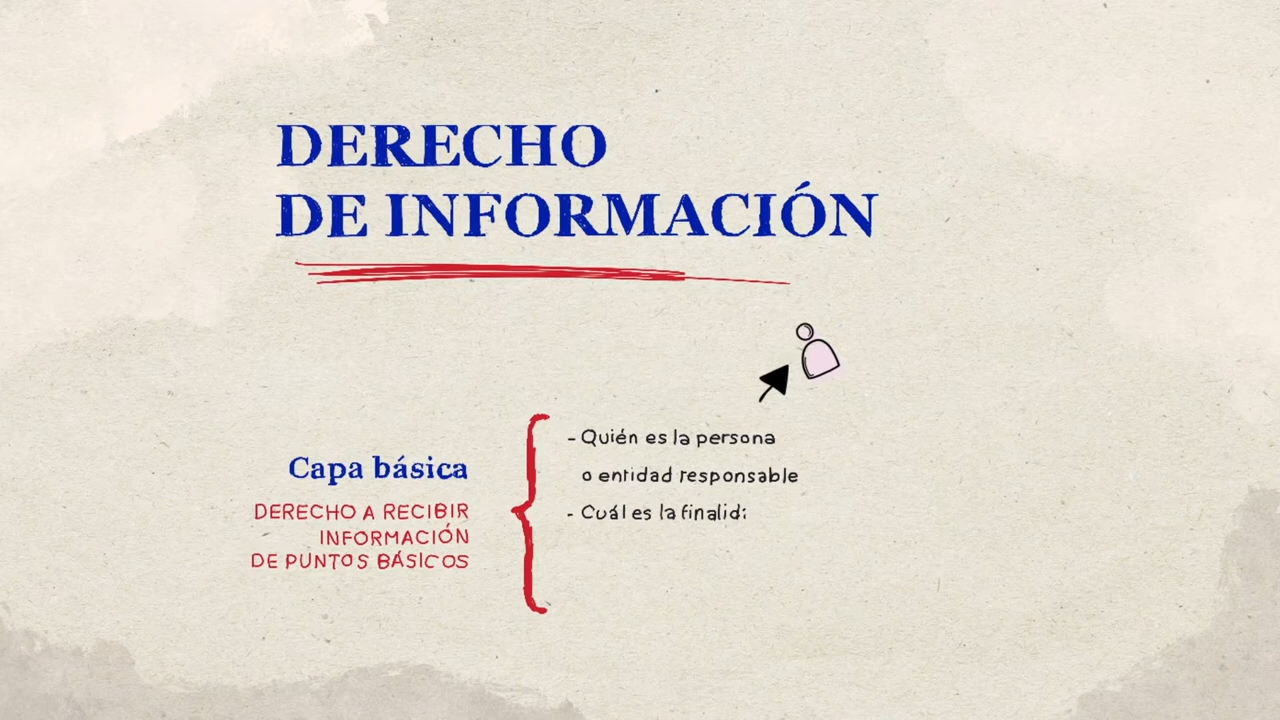 DERECHO
DE INFORMACIÓN
Capa básica
DERECHO A RECIBIR
INFORMACIÓN
DE PUNTOS BÁSICOS
- Quién es la persona
o entidad responsable
- Cuál es la